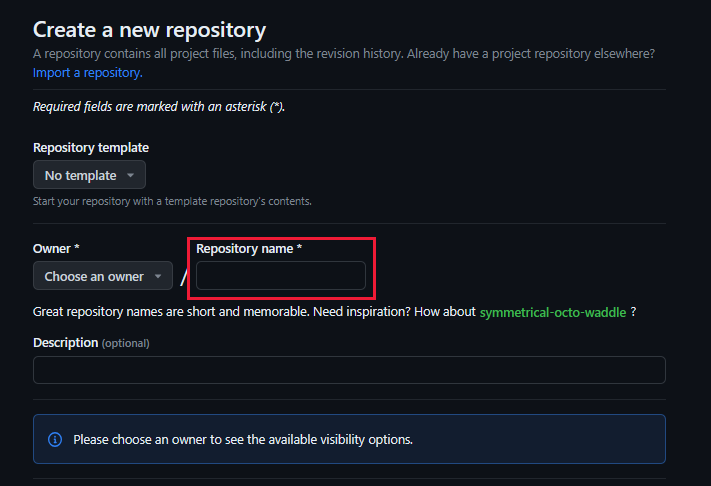 Create a new repository
A repository contains all project files, including the revision history. Already have a project repository elsewhere?
Import a repository.
Required fields are marked with an asterisk (*).
Repository template
No template
Start your repository with a template repository's contents.
Owner *
Repository name *
Choose an owner
/
Great repository names are short and memorable. Need inspiration? How about symmetrical-octo-waddle ?
Description (optional)
Please choose an owner to see the available visibility options.